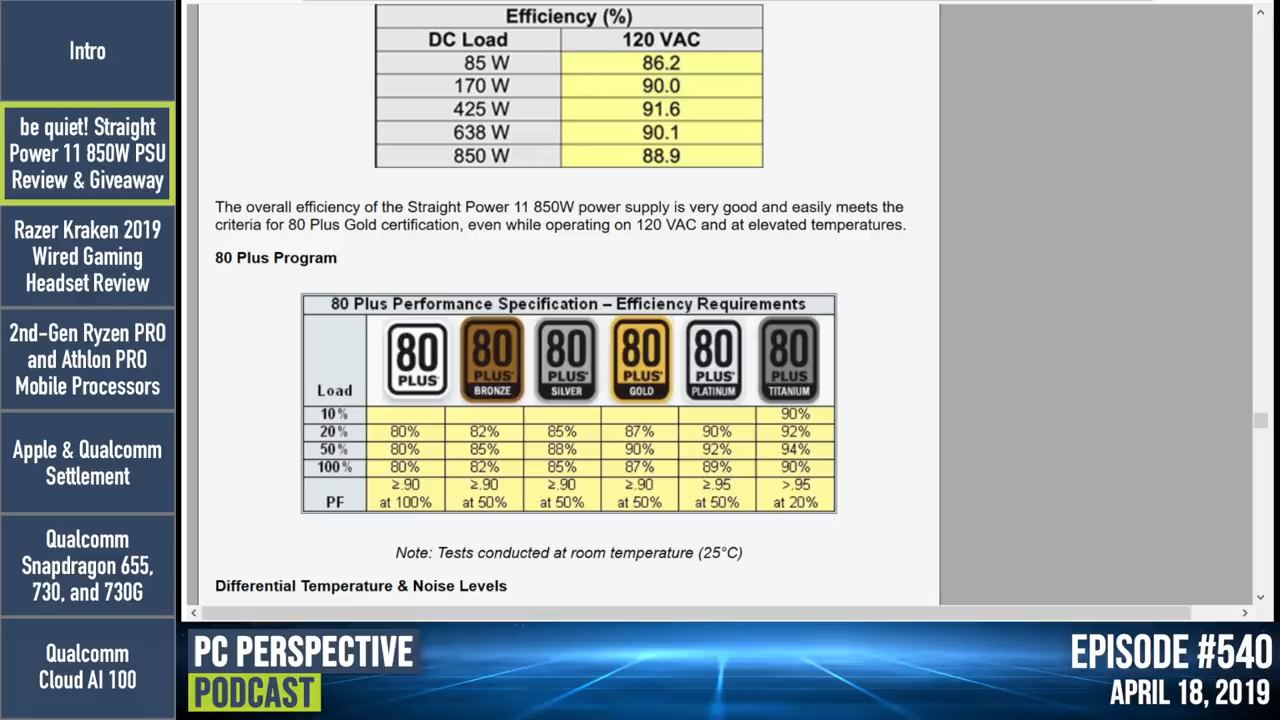 Intro
be quiet! Straight
Power 11 850W PSU
Review & Giveaway
Razer Kraken 2019
Wired Gaming
Headset Review
2nd-Gen Ryzen PRO
and Athlon PRO
Mobile Processors
Apple & Qualcomm
Settlement
Qualcomm
Snapdragon 655,
730, and 730G
Qualcomm
Cloud AI 100
Efficiency (%)
DC Load 120 VAC
85 W 86.2
170 W 90.0
425 W 91.6
638 W 90.1
850 W 88.9
The overall efficiency of the Straight Power 11 850W power supply is very good and easily meets the
criteria for 80 Plus Gold certification, even while operating on 120 VAC and at elevated temperatures.
80 Plus Program
80 Plus Performance Specification – Efficiency Requirements
Load 80 PLUS 80 PLUS BRONZE 80 PLUS SILVER 80 PLUS GOLD 80 PLUS PLATINUM 80 PLUS TITANIUM
10% 90%
20% 80% 82% 85% 87% 90% 92%
50% 80% 85% 88% 90% 92% 94%
100% 80% 82% 85% 87% 89% 90%
≥.90 ≥.90 ≥.90 ≥.90 ≥.95 >.95
PF at 100% at 50% at 50% at 50% at 50% at 20%
Note: Tests conducted at room temperature (25°C)
Differential Temperature & Noise Levels
PC PERSPECTIVE
PODCAST
EPISODE #540
APRIL 18, 2019